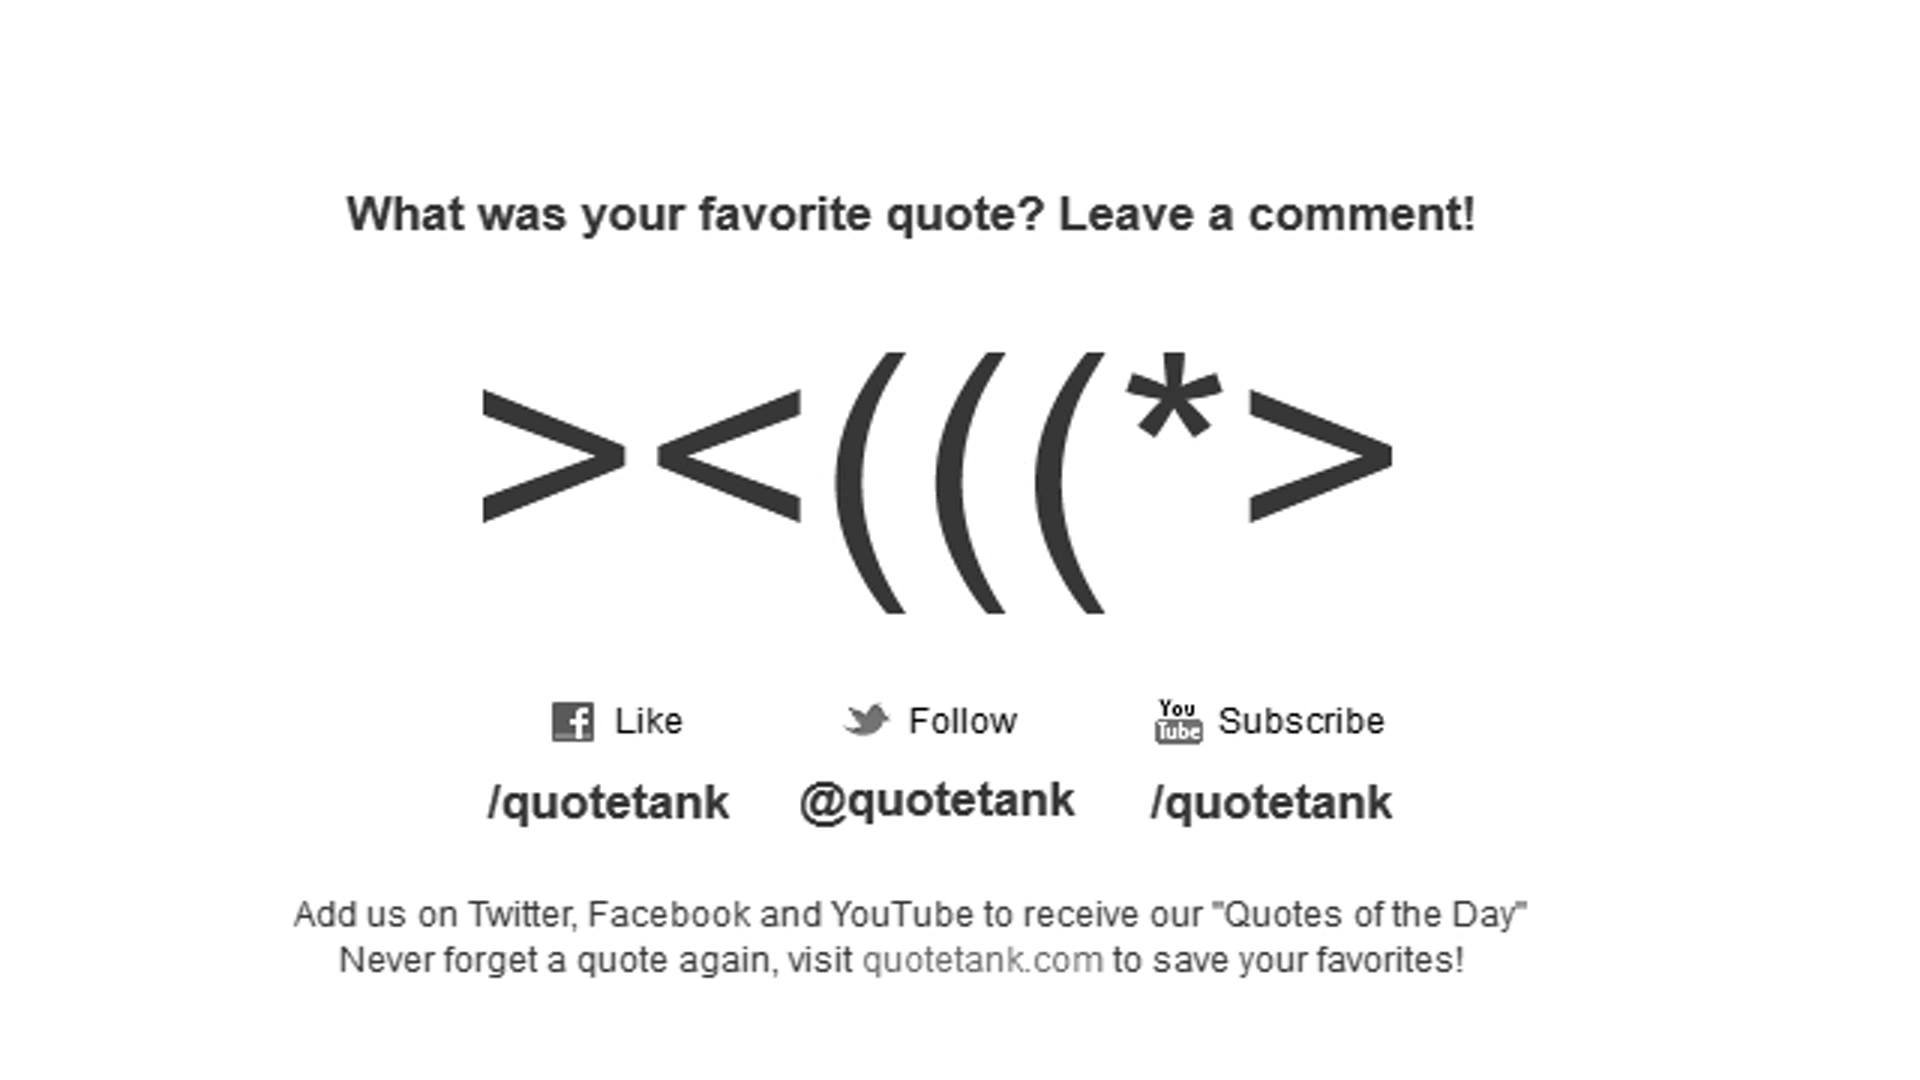 What was your favorite quote? Leave a comment!
><(((*>
f Like Follow You Tube Subscribe
/quotetank @quotetank /quotetank
Add us on Twitter, Facebook and YouTube to receive our "Quotes of the Day"
Never forget a quote again, visit quotetank.com to save your favorites!